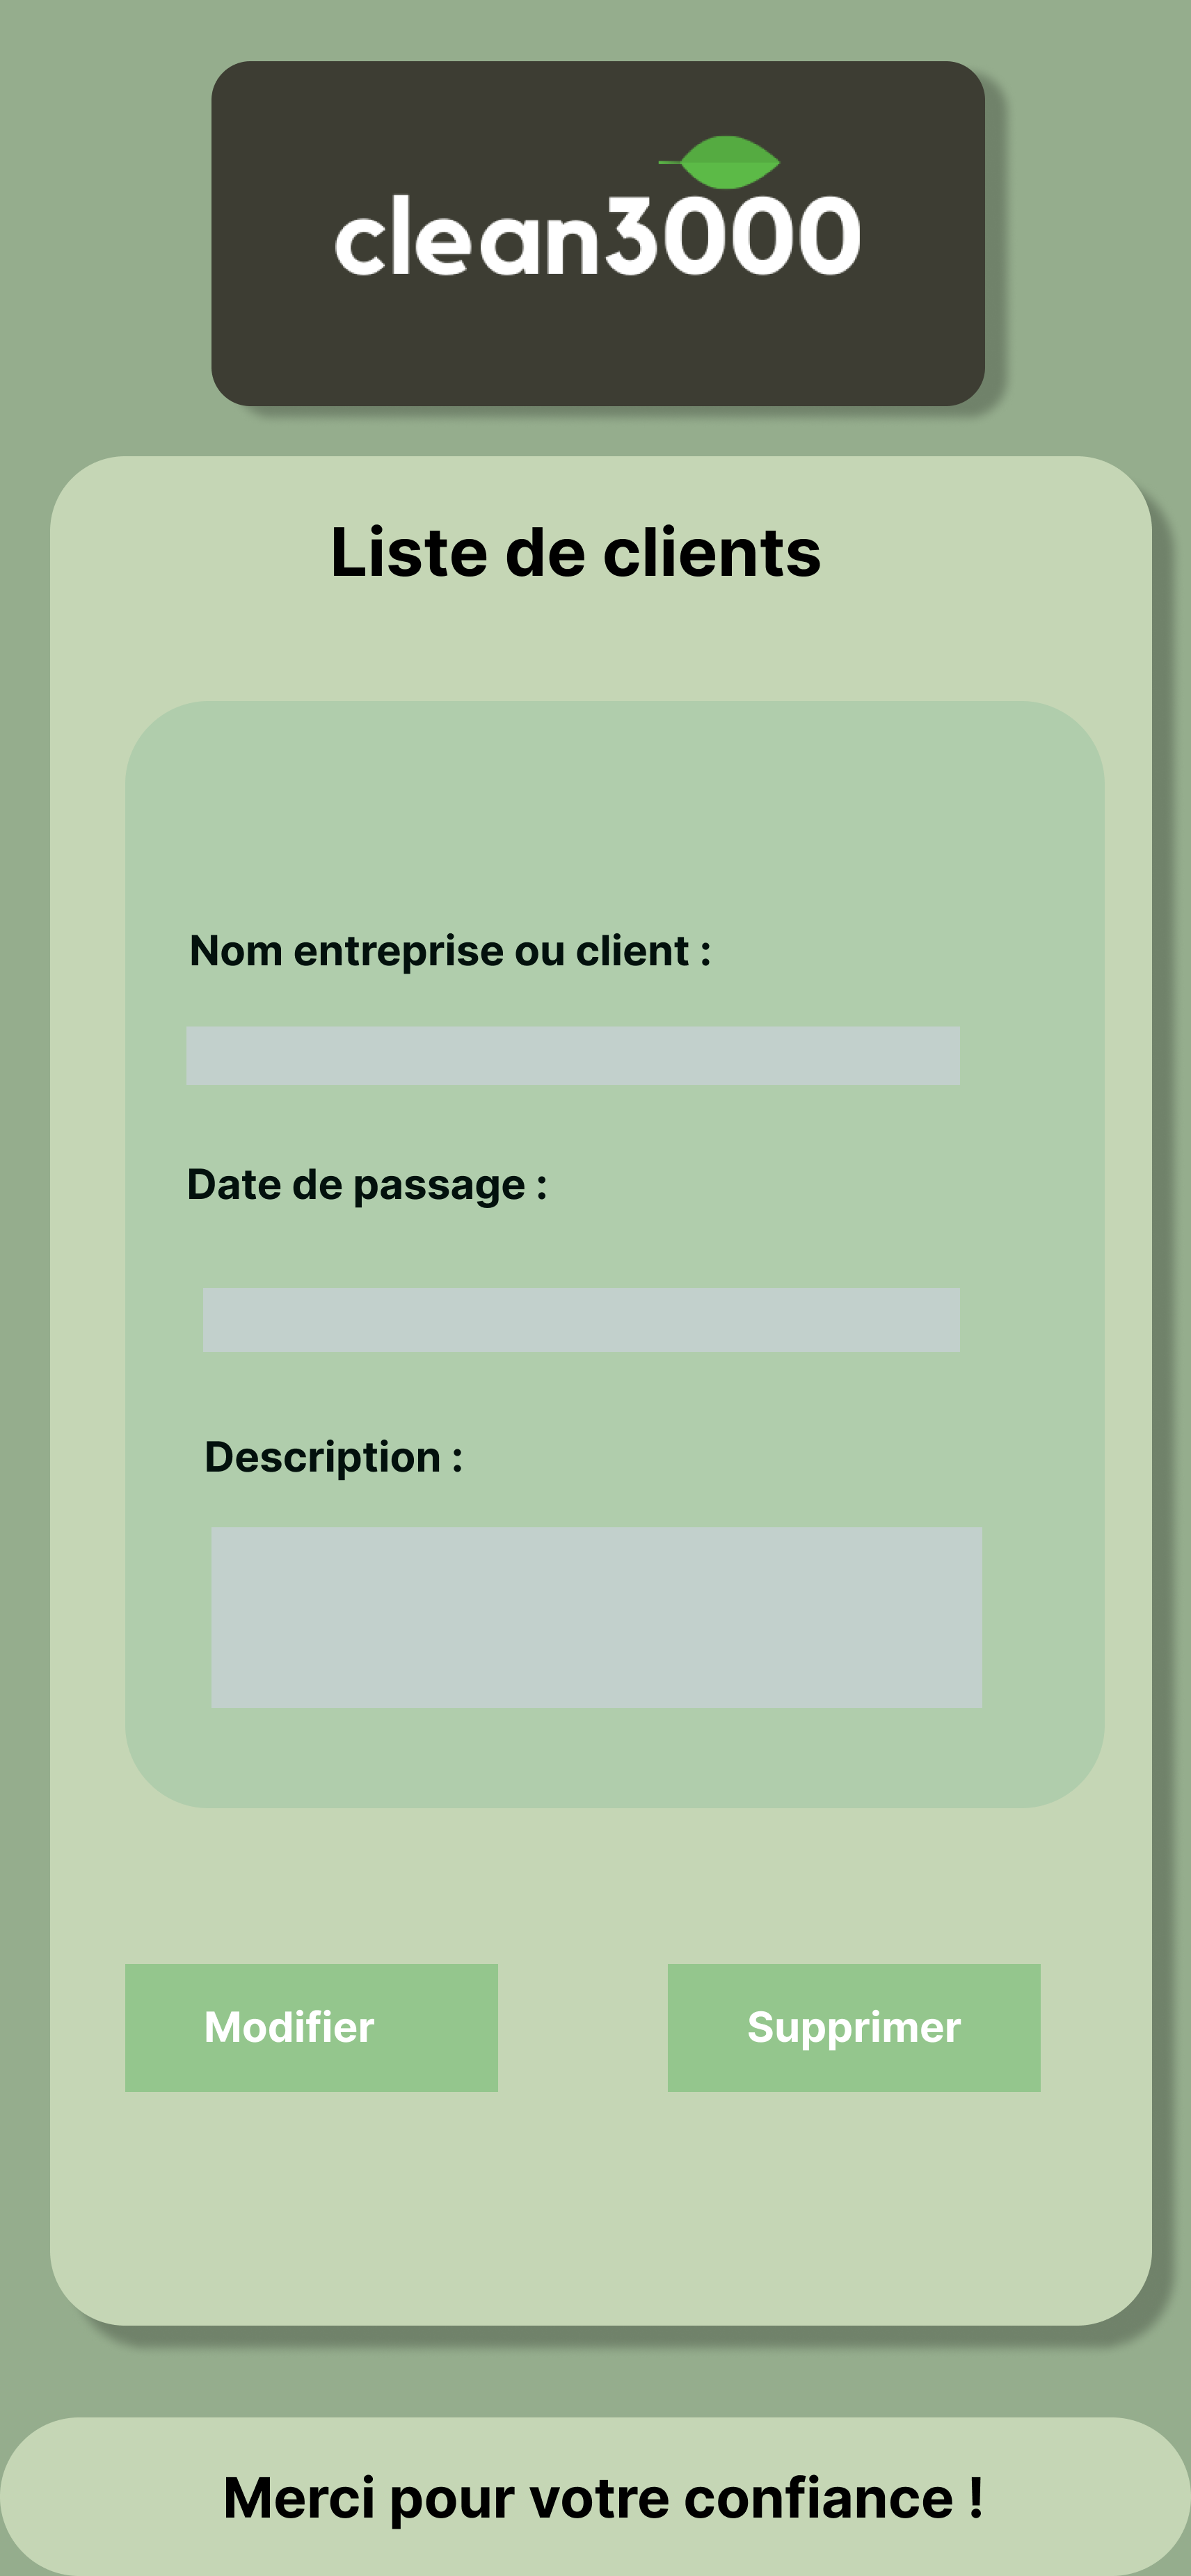 clean3000
Liste de clients
Nom entreprise ou client :
Date de passage :
Description :
Modifier
Supprimer
Merci pour votre confiance !